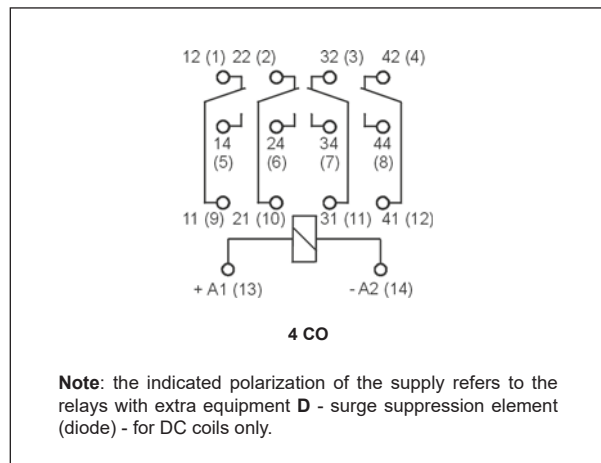 12 (1) 22 (2) 32 (3) 42 (4)
14 24 34 44
(5) (6) (7) (8)
11 (9) 21 (10) 31 (11) 41 (12)
+ A1 (13) - A2 (14)
4 CO
Note: the indicated polarization of the supply refers to the
relays with extra equipment D - surge suppression element
(diode) - for DC coils only.